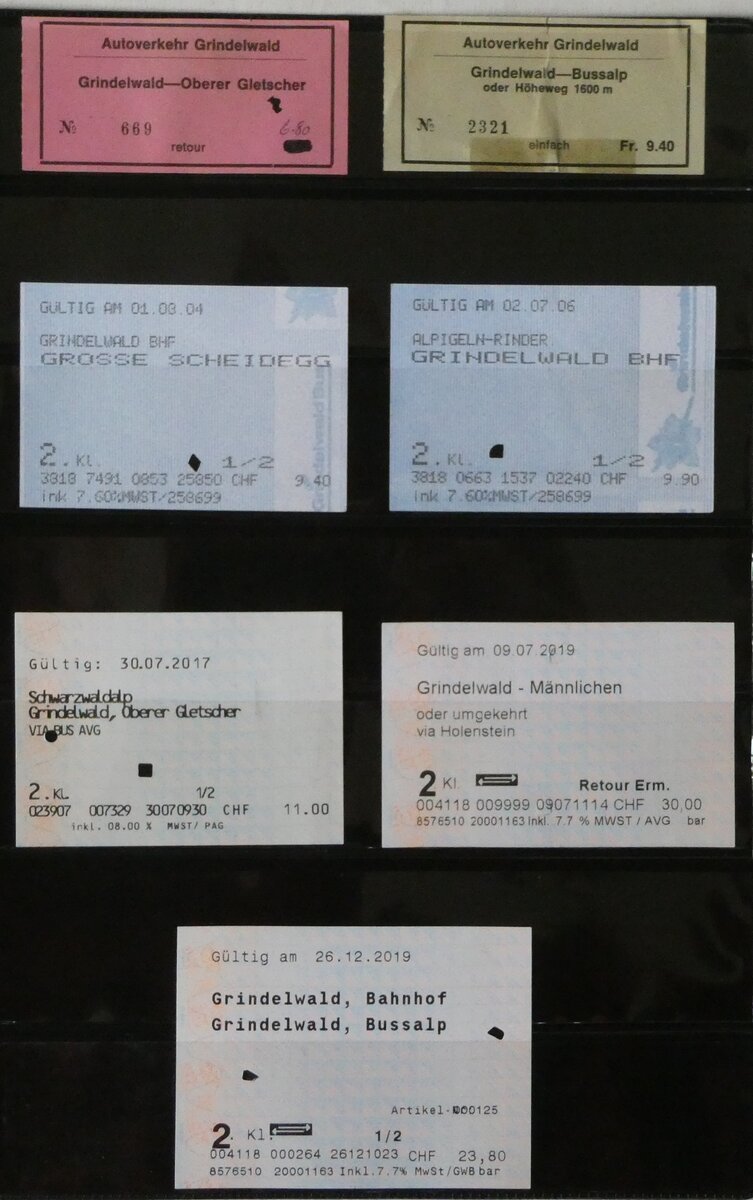 Autoverkehr Grindelwald
Grindelwald—Oberer Gletscher
№ 669
6.80
retour
Autoverkehr Grindelwald
Grindelwald—Bussalp
oder Höheweg 1600 m
№ 2321
einfach Fr. 9.40
GÜLTIG AM 01.08.04
GRINDELWALD BHF
GROSSE SCHEIDEGG
2. KL. 1/2
3818 7491 0853 25850 CHF 9.40
ink 7.60%MWST/258699
GÜLTIG AM 02.07.06
ALPIGELN-RINDER
GRINDELWALD BHF
2. KL. 1/2
3818 0663 1537 02240 CHF 9.90
ink 7.60%MWST/258699
Gültig: 30.07.2017
Schwarzwaldalp
Grindelwald, Oberer Gletscher
VIA BUS AVG
2. KL. 1/2
023907 007329 30070930 CHF 11.00
inkl. 08.00 % MWST/ PAG
Gültig am 09.07.2019
Grindelwald - Männlichen
oder umgekehrt
via Holenstein
2 Kl. Retour Erm.
004118 009999 09071114 CHF 30,00
8576510 20001163 Inkl. 7.7 % MWST / AVG bar
Gültig am 26.12.2019
Grindelwald, Bahnhof
Grindelwald, Bussalp
2. Kl. 1/2
004118 000264 26121023 CHF 23,80
8576510 20001163 Inkl.7.7% MwSt/GWB bar